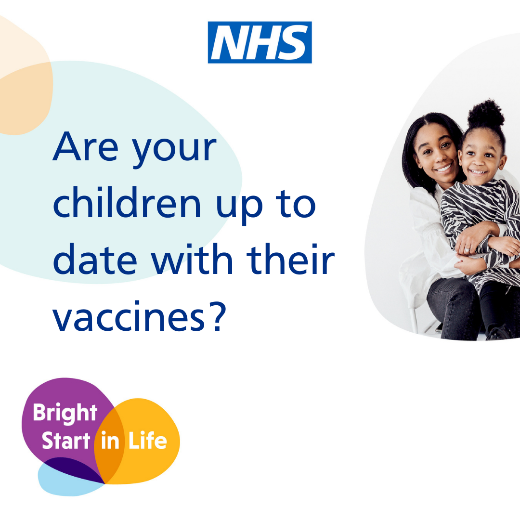 NHS
Are your
children up to
date with their
vaccines?
Bright
Start in Life